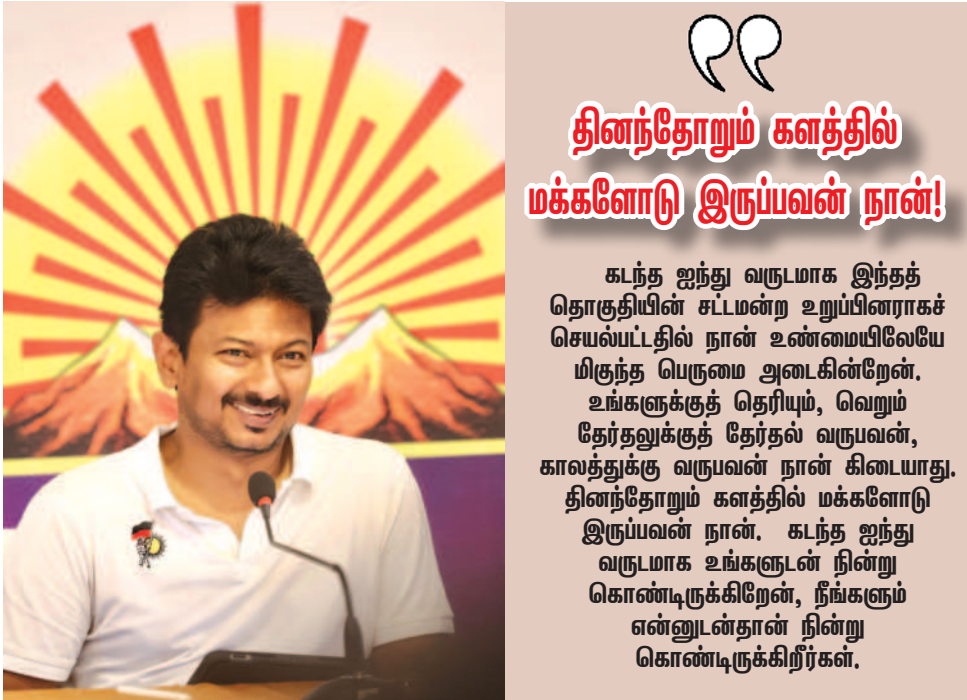 தினந்தோறும் களத்தில்
மக்களோடு இருப்பவன் நான்!
கடந்த ஐந்து வருடமாக இந்தத்
தொகுதியின் சட்டமன்ற உறுப்பினராகச்
செயல்பட்டதில் நான் உண்மையிலேயே
மிகுந்த பெருமை அடைகின்றேன்.
உங்களுக்குத் தெரியும், வெறும்
தேர்தலுக்குத் தேர்தல் வருபவன்,
காலத்துக்கு வருபவன் நான் கிடையாது.
தினந்தோறும் களத்தில் மக்களோடு
இருப்பவன் நான். கடந்த ஐந்து
வருடமாக உங்களுடன் நின்று
கொண்டிருக்கிறேன், நீங்களும்
என்னுடன்தான் நின்று
கொண்டிருக்கிறீர்கள்.